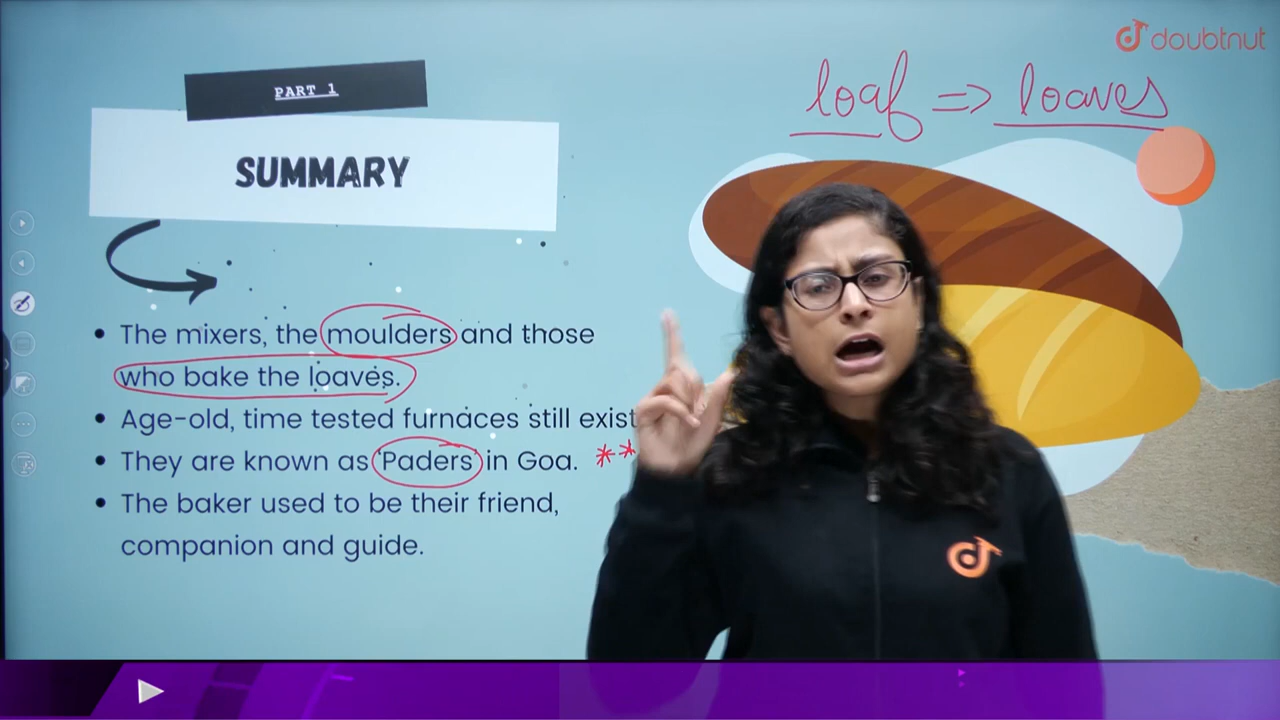 doubtnut
loaf => loaves
PART 1
SUMMARY
• The mixers, the moulders and those
who bake the loaves.
• Age-old, time tested furnaces still exist
• They are known as 'Paders' in Goa. **
• The baker used to be their friend,
companion and guide.